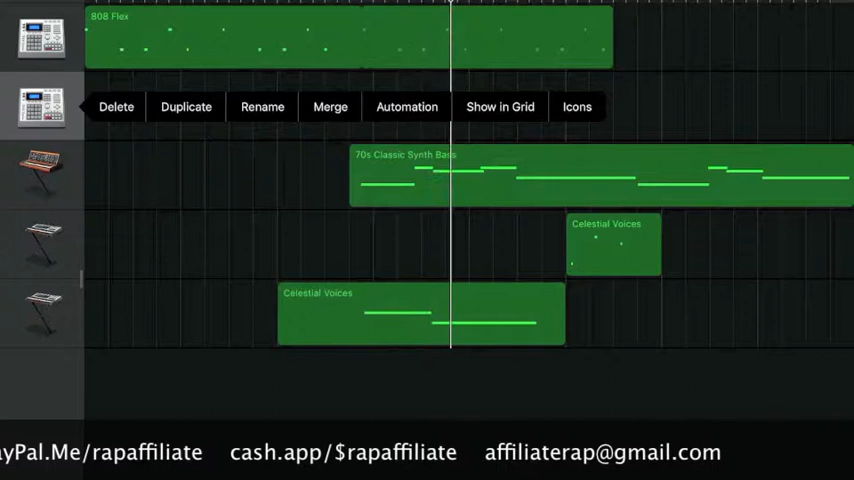 808 Flex
Delete Duplicate Rename Merge Automation Show in Grid Icons
70s Classic Synth Bass
Celestial Voices
Celestial Voices
ayPal.Me/rapaffiliate cash.app/$rapaffiliate affiliaterap@gmail.com